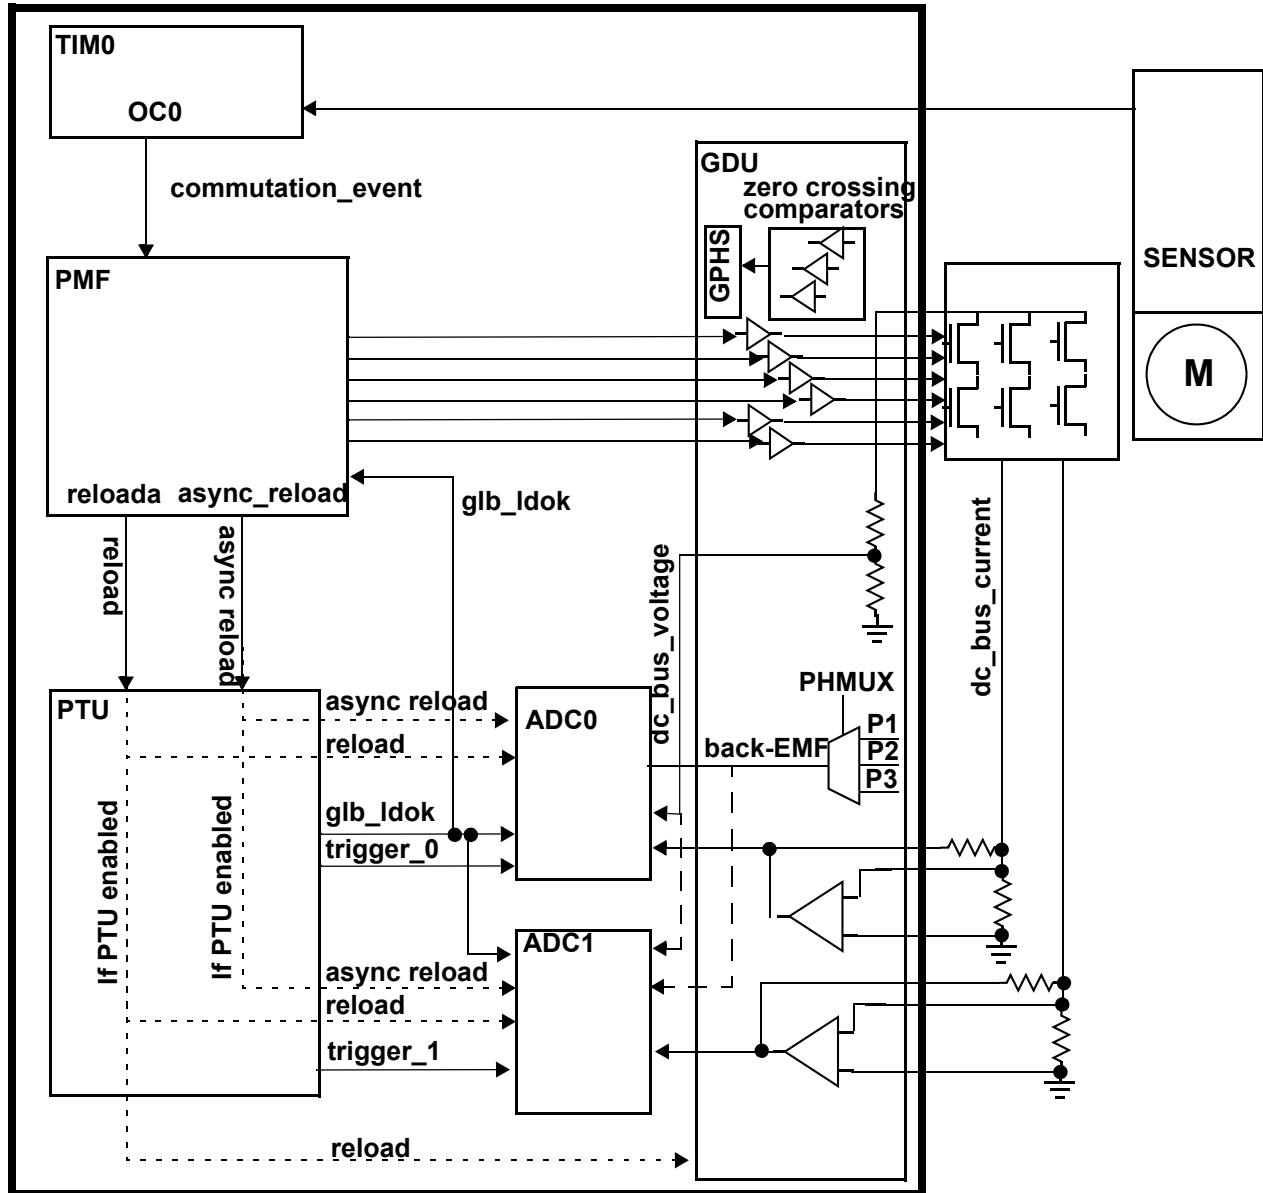 TIM0
OC0
commutation_event
GDU
zero crossing
comparators
GPHS
SENSOR
M
PMF
reloada
async_reload
glb_ldok
reload
async reload
dc_bus_voltage
dc_bus_current
PTU
async reload
reload
ADC0
PHMUX
P1
P2
P3
back-EMF
glb_ldok
trigger_0
If PTU enabled
If PTU enabled
ADC1
async reload
reload
trigger_1
reload